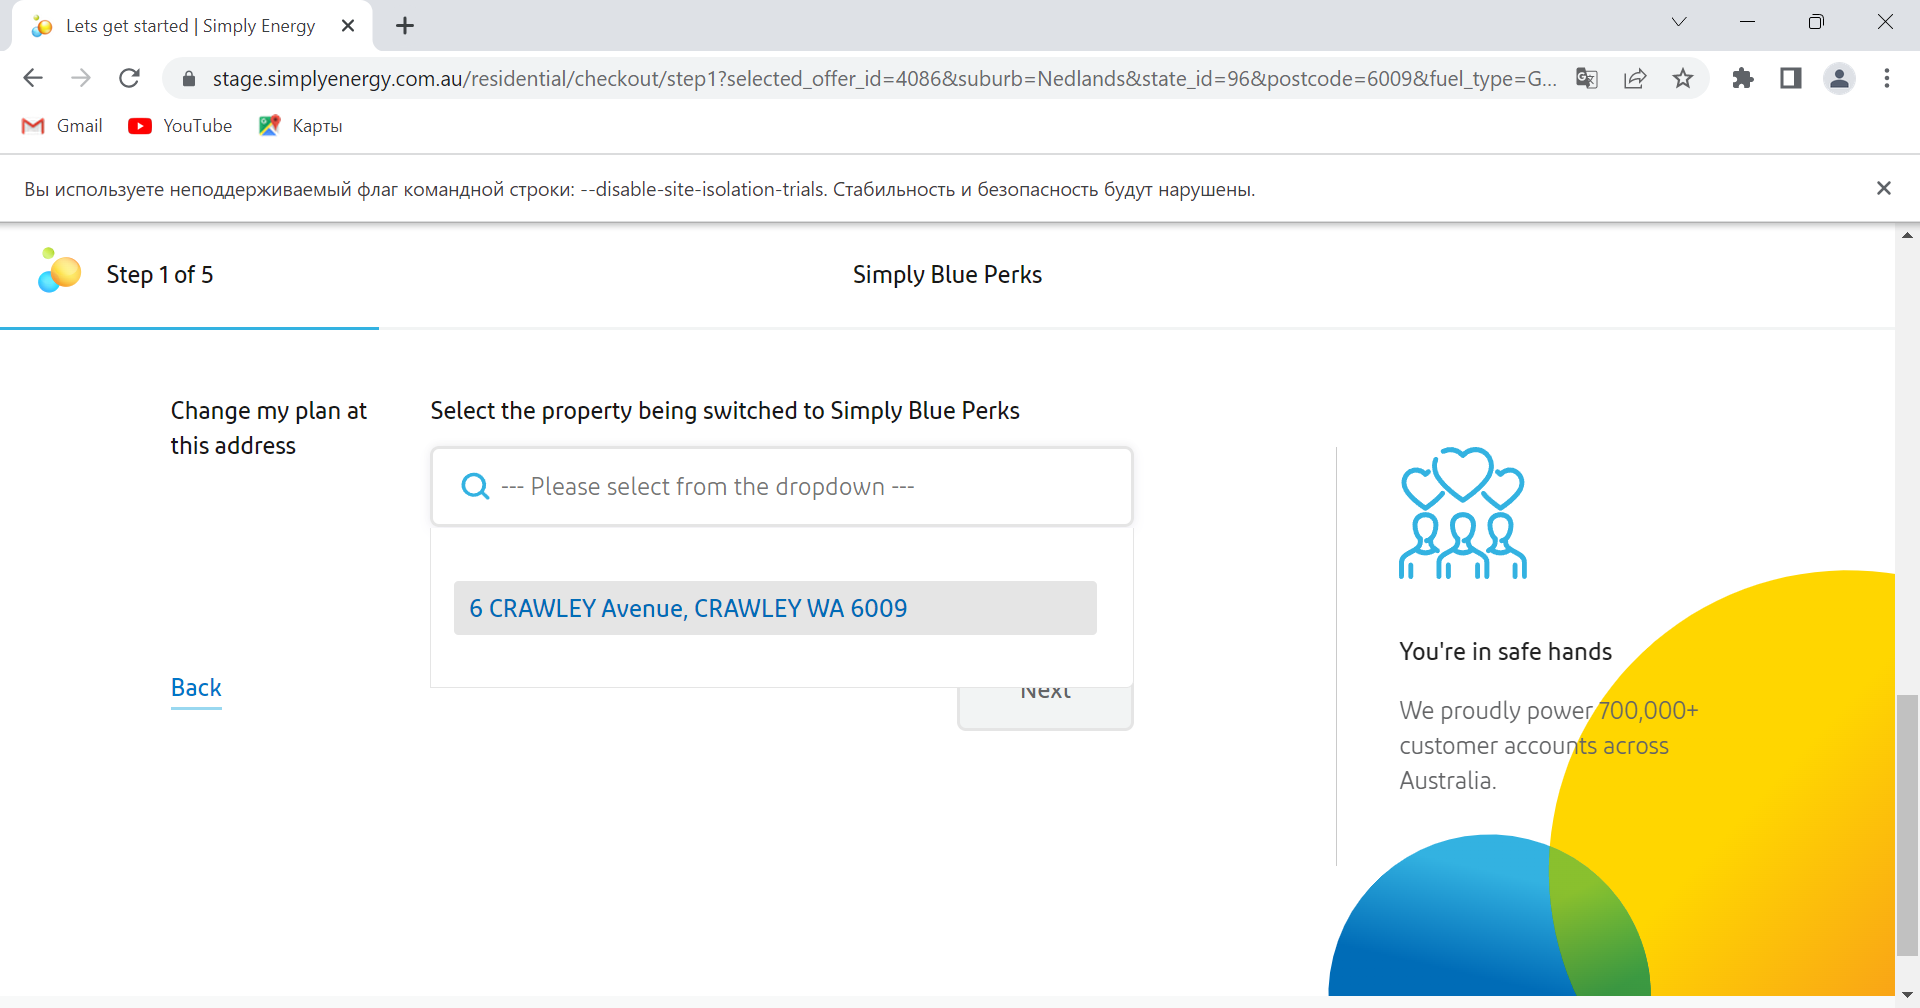 Lets get started | Simply Energy
stage.simplyenergy.com.au/residential/checkout/step1?selected_offer_id=4086&suburb=Nedlands&state_id=96&postcode=6009&fuel_type=G...
Gmail YouTube Карты
Вы используете неподдерживаемый флаг командной строки: --disable-site-isolation-trials. Стабильность и безопасность будут нарушены.
Step 1 of 5
Simply Blue Perks
Change my plan at
this address
Select the property being switched to Simply Blue Perks
--- Please select from the dropdown ---
6 CRAWLEY Avenue, CRAWLEY WA 6009
Back
Next
You're in safe hands
We proudly power 700,000+
customer accounts across
Australia.